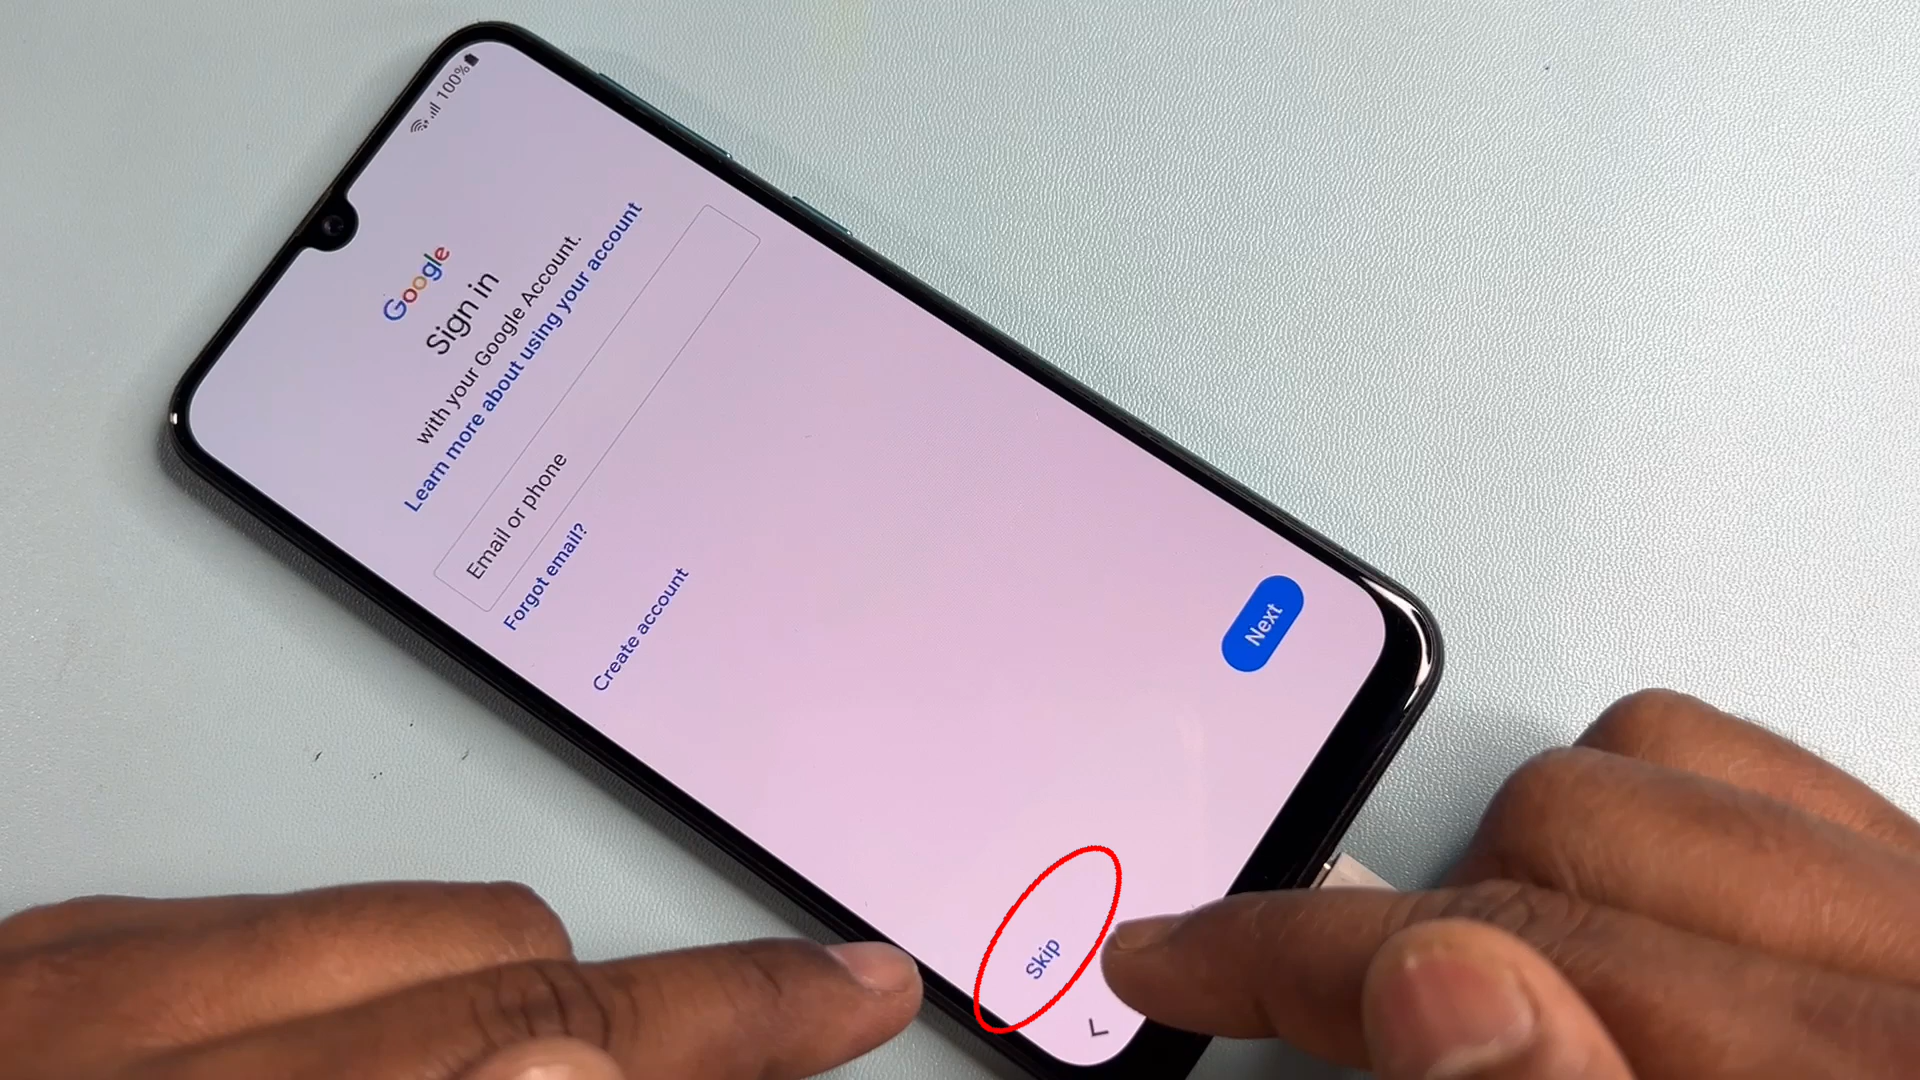 100%
Google
Sign in
with your Google Account.
Learn more about using your account
Email or phone
Forgot email?
Create account
Skip
Next